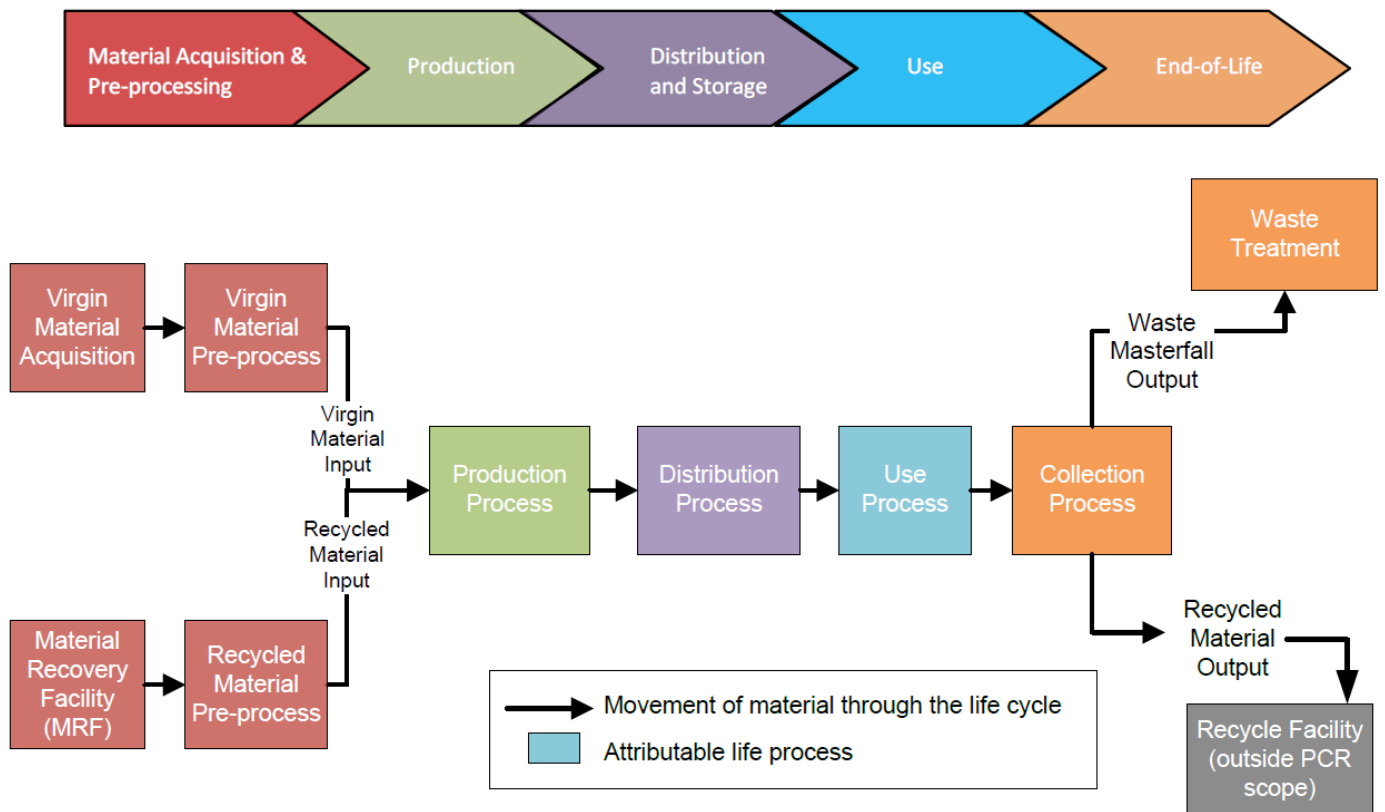 Material Acquisition &
Pre-processing
Production
Distribution
and Storage
Use
End-of-Life
Waste
Treatment
Virgin
Material
Acquisition
Virgin
Material
Pre-process
Waste
Masterfall
Output
Virgin
Material
Input
Production
Process
Distribution
Process
Use
Process
Collection
Process
Recycled
Material
Input
Material
Recovery
Facility
(MRF)
Recycled
Material
Pre-process
Recycled
Material
Output
Movement of material through the life cycle
Attributable life process
Recycle Facility
(outside PCR
scope)